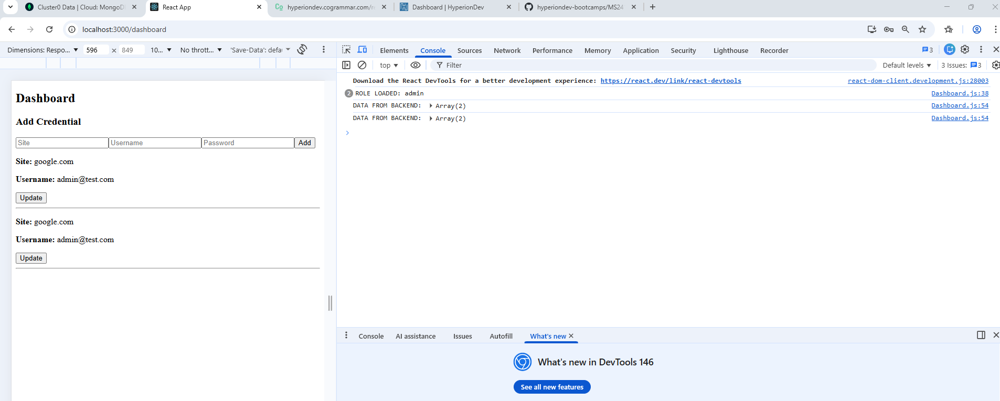 Cluster0 Data | Cloud: MongoD
React App
Co hyperiondev.cogrammar.com/r
Dashboard | HyperionDev
hyperiondev-bootcamps/MS24
localhost:3000/dashboard
Dimensions: Respo... 596 x 849 10... No thrott... 'Save-Data': defau
Elements Console Sources Network Performance Memory Application Security Lighthouse Recorder 3
top Filter Default levels 3 Issues: 3
Download the React DevTools for a better development experience: https://react.dev/link/react-devtools react-dom-client.development.js:28003
2 ROLE LOADED: admin Dashboard.js:38
DATA FROM BACKEND: Array(2) Dashboard.js:54
DATA FROM BACKEND: Array(2) Dashboard.js:54
Dashboard
Add Credential
Site Username Password Add
Site: google.com
Username: admin@test.com
Update
Site: google.com
Username: admin@test.com
Update
Console AI assistance Issues Autofill What's new
What's new in DevTools 146
See all new features